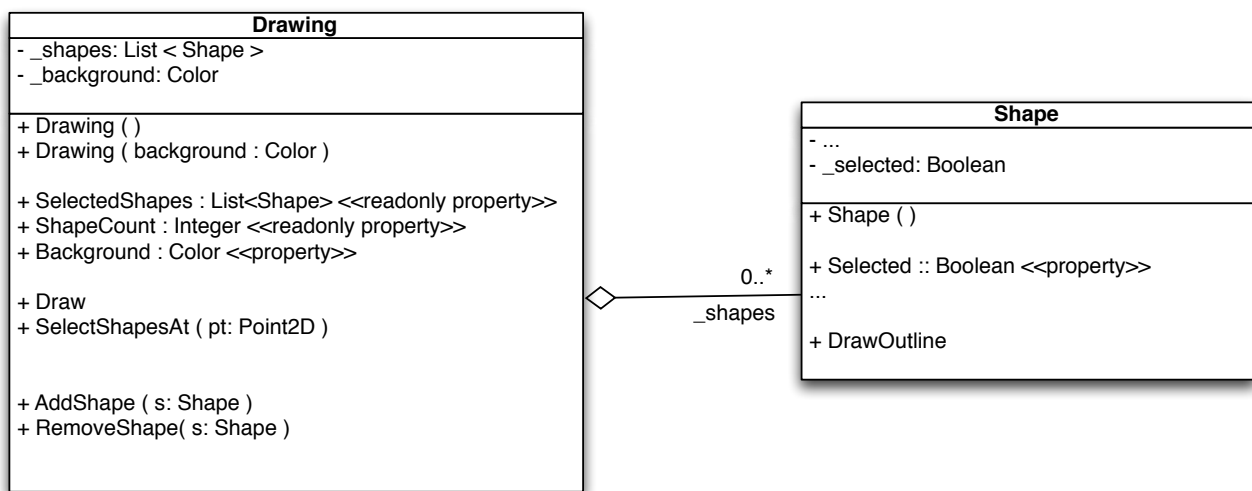 Drawing
- _shapes: List < Shape >
- _background: Color
+ Drawing ( )
+ Drawing ( background : Color )
+ SelectedShapes : List<Shape> <<readonly property>>
+ ShapeCount : Integer <<readonly property>>
+ Background : Color <<property>>
+ Draw
+ SelectShapesAt ( pt: Point2D )
+ AddShape ( s: Shape )
+ RemoveShape( s: Shape )
0..*
_shapes
Shape
- ...
- _selected: Boolean
+ Shape ( )
+ Selected :: Boolean <<property>>
...
+ DrawOutline